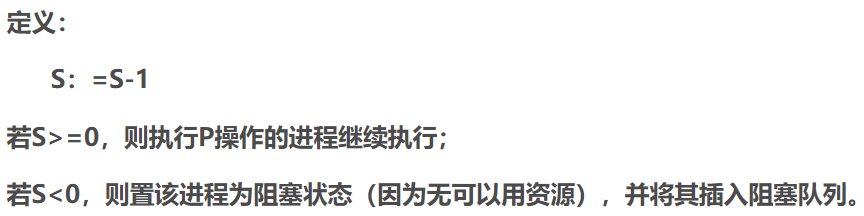 定义：
S：=S-1
若S>=0，则执行P操作的进程继续执行；
若S<0，则置该进程为阻塞状态（因为无可以用资源），并将其插入阻塞队列。